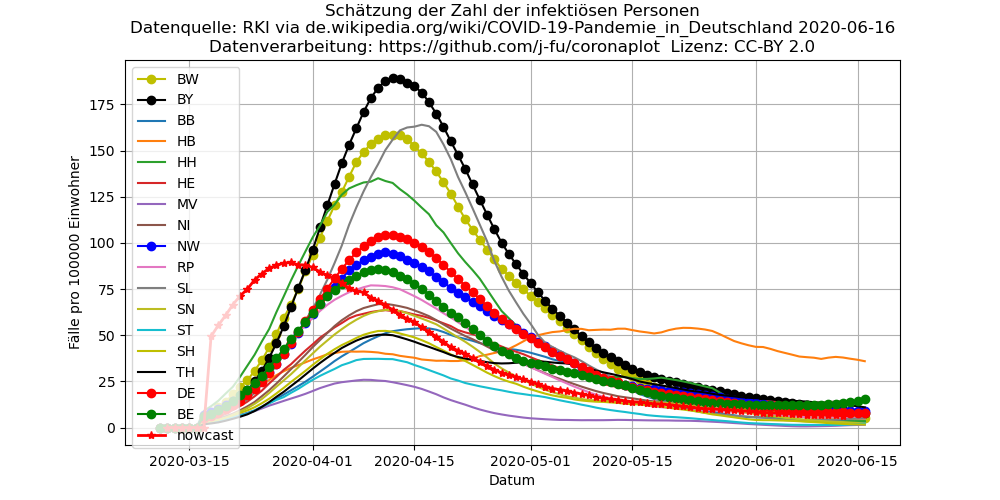 Schätzung der Zahl der infektiösen Personen
Datenquelle: RKI via de.wikipedia.org/wiki/COVID-19-Pandemie_in_Deutschland 2020-06-16
Datenverarbeitung: https://github.com/j-fu/coronaplot  Lizenz: CC-BY 2.0
Fälle pro 100000 Einwohner
175
150
125
100
75
50
25
0
BW
BY
BB
HB
HH
HE
MV
NI
NW
RP
SL
SN
ST
SH
TH
DE
BE
nowcast
2020-03-15
2020-04-01
2020-04-15
2020-05-01
2020-05-15
2020-06-01
2020-06-15
Datum